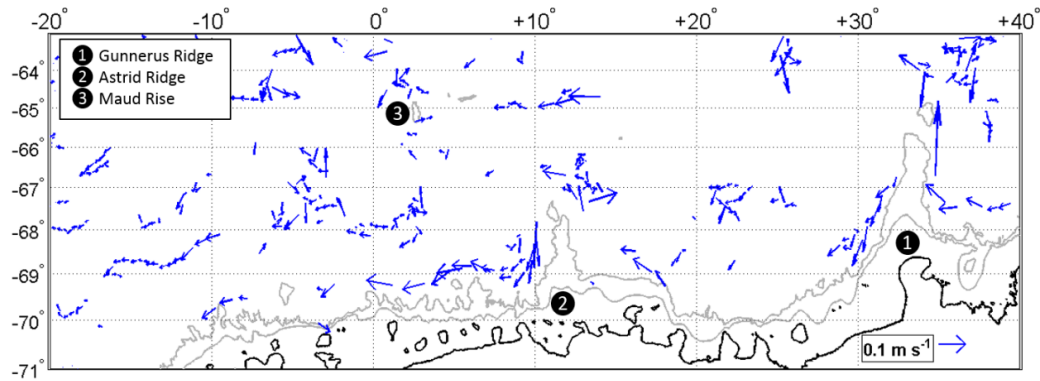 -20° -10° 0° +10° +20° +30° +40°
1 Gunnerus Ridge
2 Astrid Ridge
3 Maud Rise
-64°
-65°
3
-66°
-67°
-68°
1
-69°
2
-70°
0.1 m s⁻¹
-71°